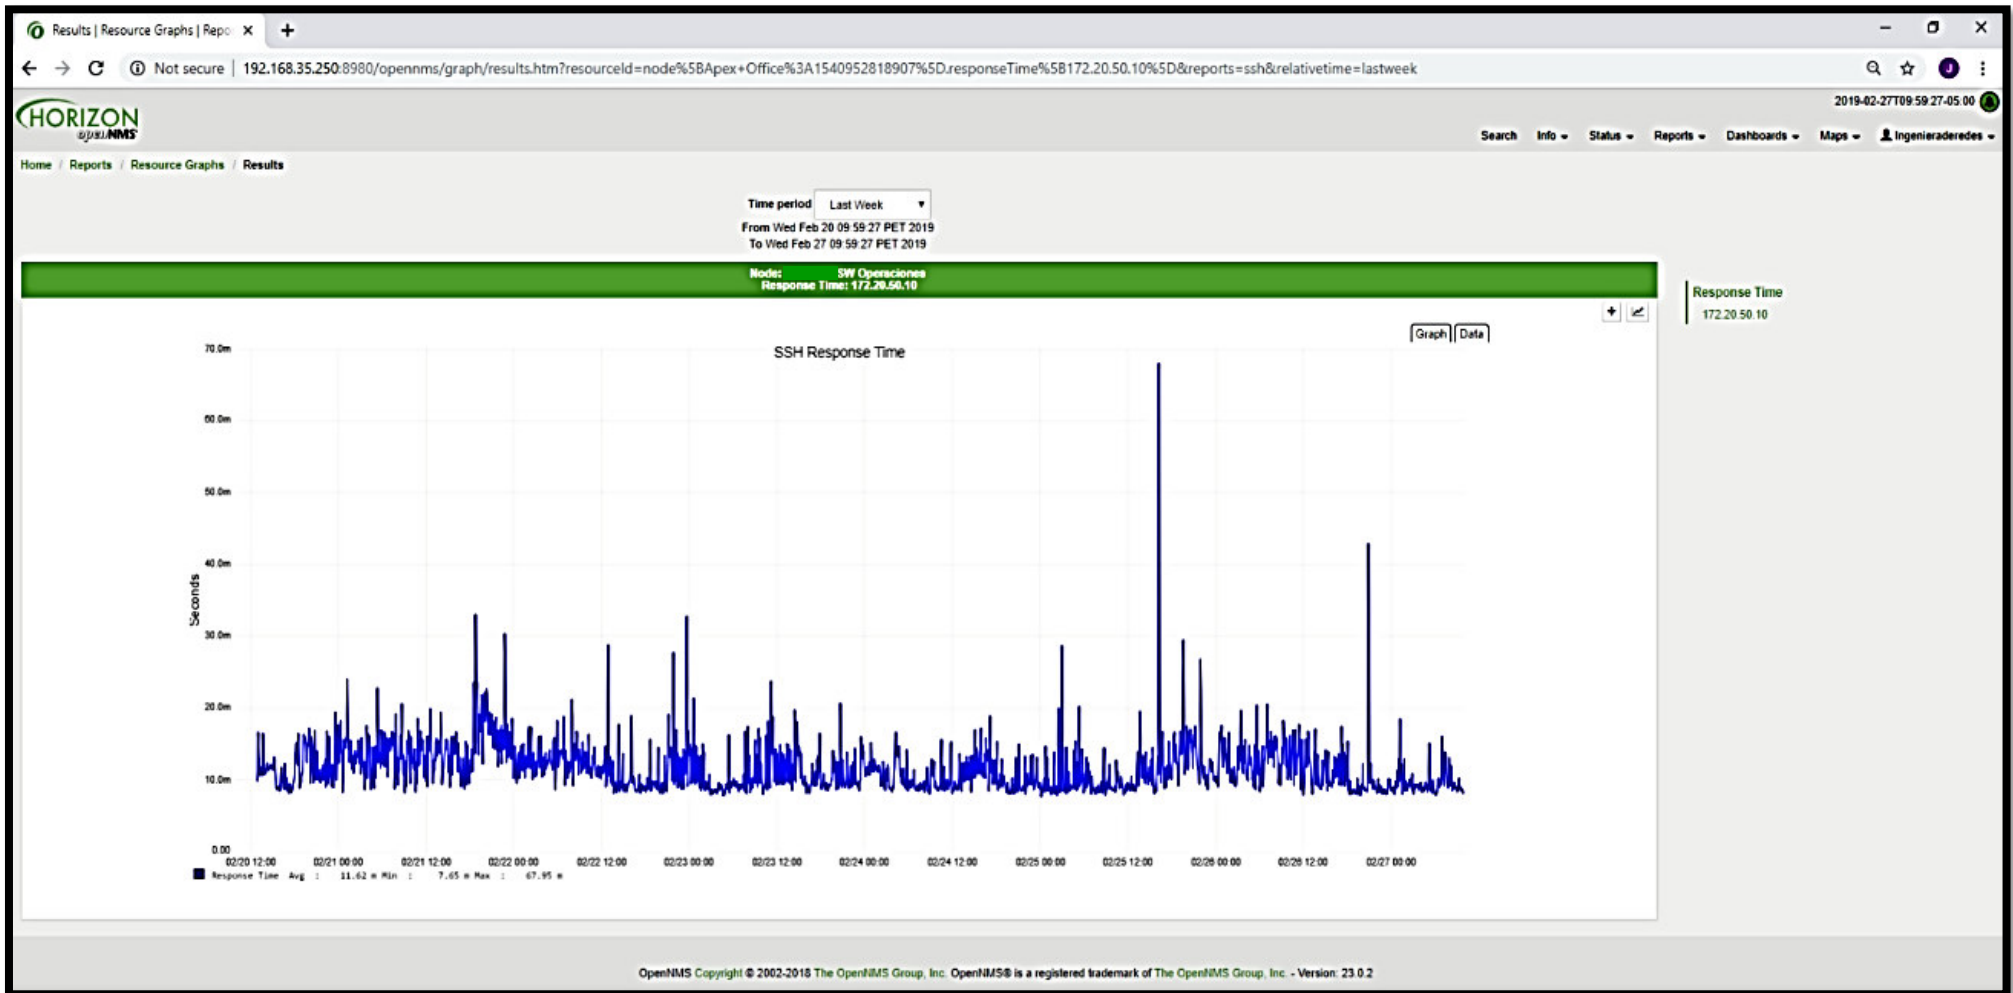 Results | Resource Graphs | Repo
Not secure | 192.168.35.250:8980/opennms/graph/results.htm?resourceId=node%5BApex+Office%3A1540952818907%5D.responseTime%5B172.20.50.10%5D&reports=ssh&relativetime=lastweek
HORIZON
openNMS
2019-02-27T09:59:27-05:00
Search Info Status Reports Dashboards Maps Ingenieraderedes
Home / Reports / Resource Graphs / Results
Time period Last Week
From Wed Feb 20 09:59:27 PET 2019
To Wed Feb 27 09:59:27 PET 2019
Node: SW Operaciones
Response Time: 172.20.50.10
Response Time
172.20.50.10
Graph Data
SSH Response Time
70.0m
60.0m
50.0m
40.0m
30.0m
20.0m
10.0m
0.00
Seconds
02/20 12:00 02/21 00:00 02/21 12:00 02/22 00:00 02/22 12:00 02/23 00:00 02/23 12:00 02/24 00:00 02/24 12:00 02/25 00:00 02/25 12:00 02/26 00:00 02/26 12:00 02/27 00:00
Response Time Avg : 11.62 m Min : 7.65 m Max : 67.95 m
OpenNMS Copyright © 2002-2018 The OpenNMS Group, Inc. OpenNMS® is a registered trademark of The OpenNMS Group, Inc. - Version: 23.0.2